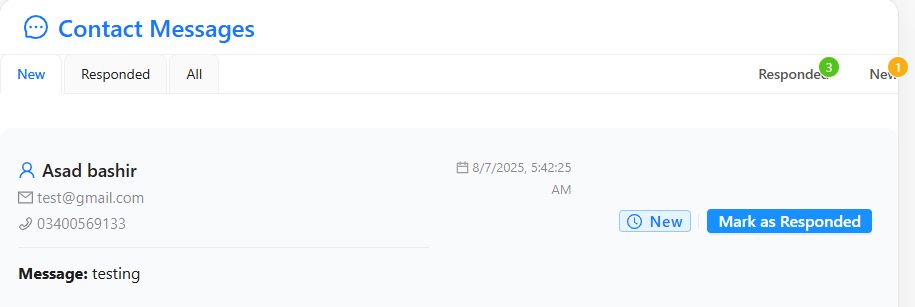 Contact Messages
New Responded All Responded 3 New 1
Asad bashir
8/7/2025, 5:42:25
AM
test@gmail.com
03400569133
New Mark as Responded
Message: testing